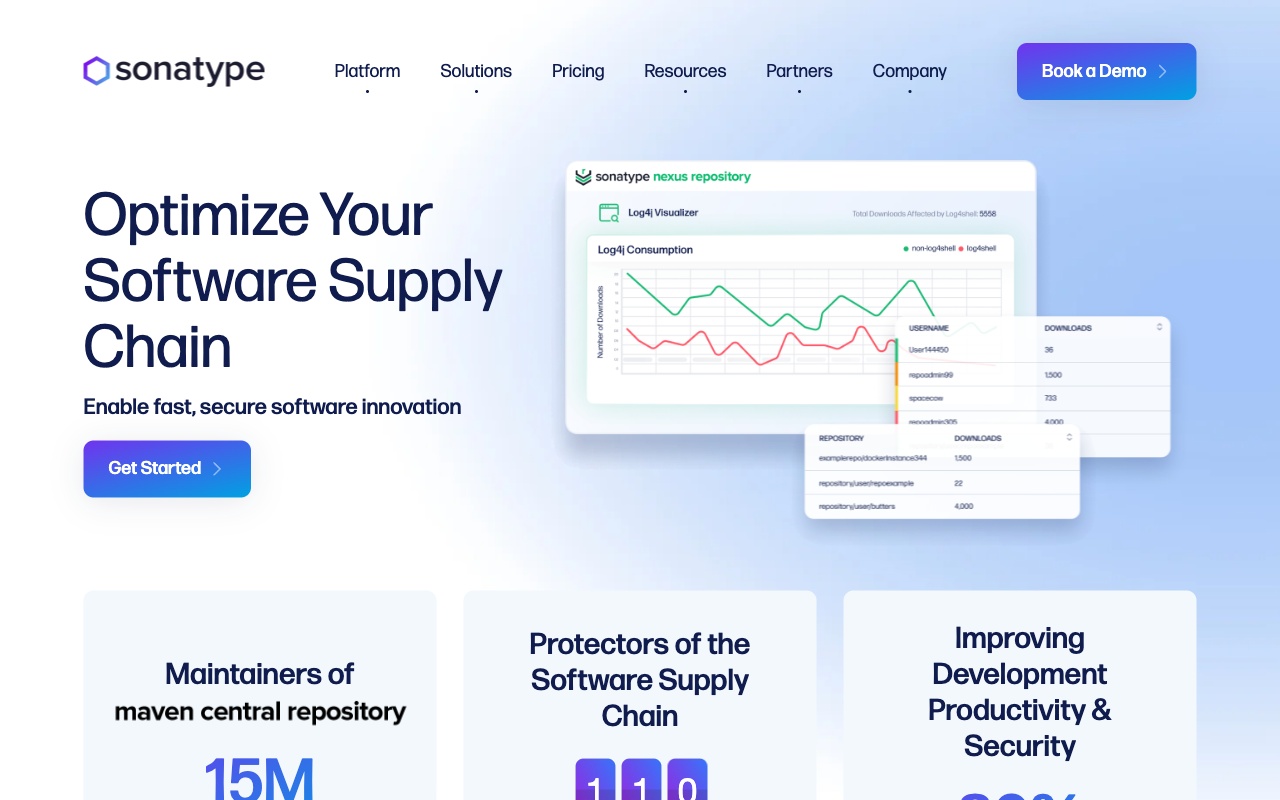 sonatype
Platform
Solutions
Pricing
Resources
Partners
Company
Book a Demo
Optimize Your
Software Supply
Chain
Enable fast, secure software innovation
Get Started
sonatype nexus repository
Log4j Visualizer
Total Downloads Affected by Log4shell: 5558
Log4j Consumption
non-log4shell
log4shell
Number of Downloads
USERNAME DOWNLOADS
User144450 36
repoadmin99 1,500
spacecow 733
repoadmin305 4,000
REPOSITORY DOWNLOADS
examplerepo/dockerinstance344 1,500
repository/user/repoexample 22
repository/user/butters 4,000
Maintainers of
maven central repository
15M
Protectors of the
Software Supply
Chain
110
Improving
Development
Productivity &
Security